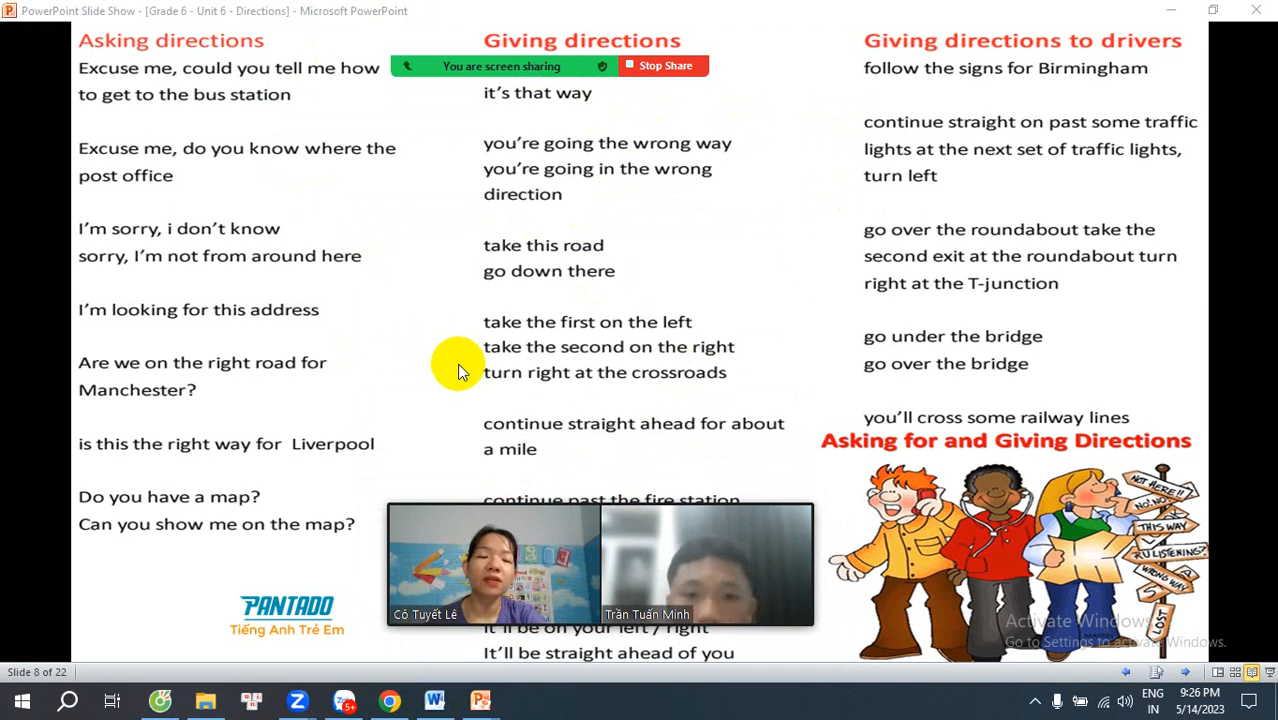 PowerPoint Slide Show - [Grade 6 - Unit 6 - Directions] - Microsoft PowerPoint
Asking directions
Excuse me, could you tell me how
to get to the bus station
Excuse me, do you know where the
post office
I'm sorry, i don't know
sorry, I'm not from around here
I'm looking for this address
Are we on the right road for
Manchester?
is this the right way for Liverpool
Do you have a map?
Can you show me on the map?
PANTADO
Tiếng Anh Trẻ Em
Giving directions
You are screen sharing
Stop Share
it's that way
you're going the wrong way
you're going in the wrong
direction
take this road
go down there
take the first on the left
take the second on the right
turn right at the crossroads
continue straight ahead for about
a mile
continue past the fire station
Cô Tuyết Lê
Trần Tuấn Minh
it'll be on your left / right
It'll be straight ahead of you
Giving directions to drivers
follow the signs for Birmingham
continue straight on past some traffic
lights at the next set of traffic lights,
turn left
go over the roundabout take the
second exit at the roundabout turn
right at the T-junction
go under the bridge
go over the bridge
you'll cross some railway lines
Asking for and Giving Directions
NOT HERE!!
NO, NO
THIS WAY
R U LISTENING?
WRONG WAY
LOST
Activate Windows
Go to Settings to activate Windows.
Slide 8 of 22
5+
ENG
IN
9:26 PM
5/14/2023